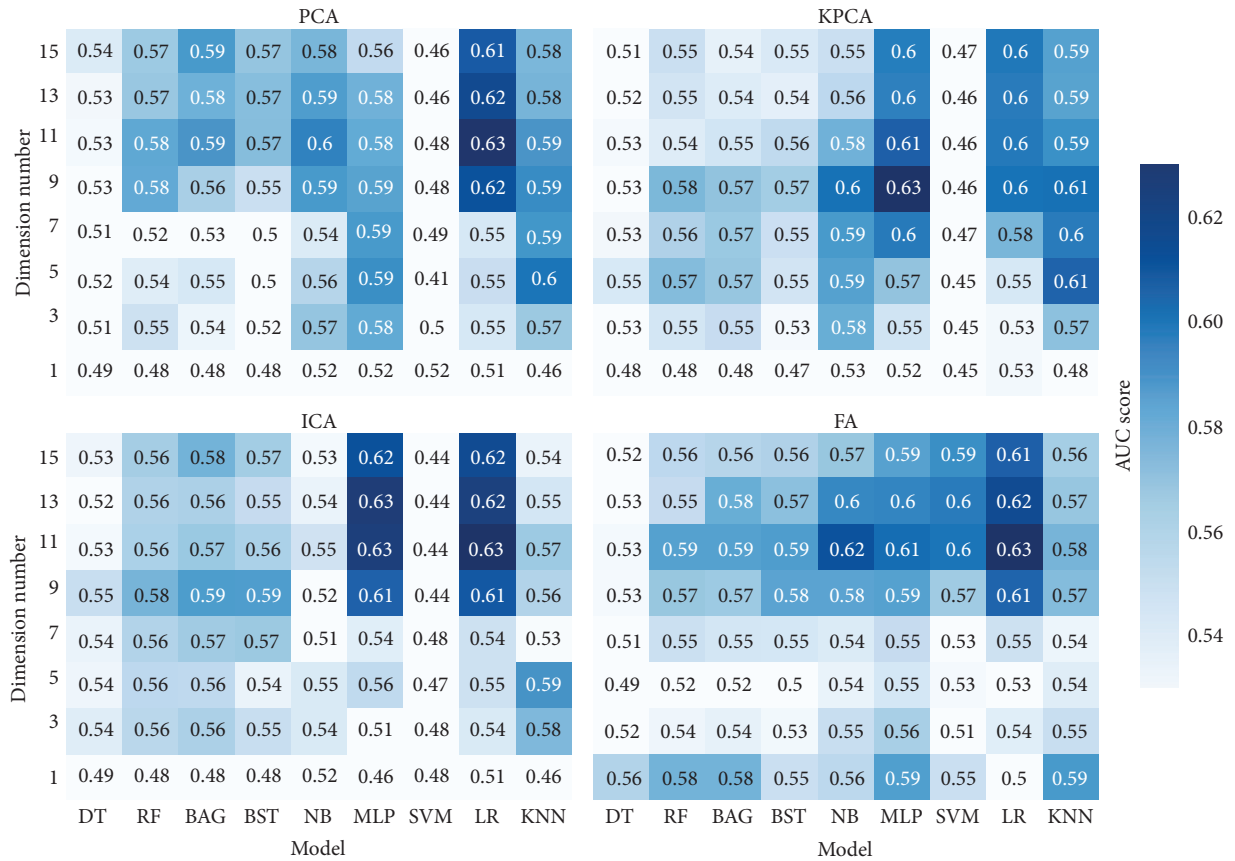 PCA
15 0.54 0.57 0.59 0.57 0.58 0.56 0.46 0.61 0.58
13 0.53 0.57 0.58 0.57 0.59 0.58 0.46 0.62 0.58
11 0.53 0.58 0.59 0.57 0.6 0.58 0.48 0.63 0.59
9 0.53 0.58 0.56 0.55 0.59 0.59 0.48 0.62 0.59
7 0.51 0.52 0.53 0.5 0.54 0.59 0.49 0.55 0.59
5 0.52 0.54 0.55 0.5 0.56 0.59 0.41 0.55 0.6
3 0.51 0.55 0.54 0.52 0.57 0.58 0.5 0.55 0.57
1 0.49 0.48 0.48 0.48 0.52 0.52 0.52 0.51 0.46
Dimension number
KPCA
0.51 0.55 0.54 0.55 0.55 0.6 0.47 0.6 0.59
0.52 0.55 0.54 0.54 0.56 0.6 0.46 0.6 0.59
0.53 0.54 0.55 0.56 0.58 0.61 0.46 0.6 0.59
0.53 0.58 0.57 0.57 0.6 0.63 0.46 0.6 0.61
0.53 0.56 0.57 0.55 0.59 0.6 0.47 0.58 0.6
0.55 0.57 0.57 0.55 0.59 0.57 0.45 0.55 0.61
0.53 0.55 0.55 0.53 0.58 0.55 0.45 0.53 0.57
0.48 0.48 0.48 0.47 0.53 0.52 0.45 0.53 0.48
ICA
15 0.53 0.56 0.58 0.57 0.53 0.62 0.44 0.62 0.54
13 0.52 0.56 0.56 0.55 0.54 0.63 0.44 0.62 0.55
11 0.53 0.56 0.57 0.56 0.55 0.63 0.44 0.63 0.57
9 0.55 0.58 0.59 0.59 0.52 0.61 0.44 0.61 0.56
7 0.54 0.56 0.57 0.57 0.51 0.54 0.48 0.54 0.53
5 0.54 0.56 0.56 0.54 0.55 0.56 0.47 0.55 0.59
3 0.54 0.56 0.56 0.55 0.54 0.51 0.48 0.54 0.58
1 0.49 0.48 0.48 0.48 0.52 0.46 0.48 0.51 0.46
DT RF BAG BST NB MLP SVM LR KNN
Model
Dimension number
FA
0.52 0.56 0.56 0.56 0.57 0.59 0.59 0.61 0.56
0.53 0.55 0.58 0.57 0.6 0.6 0.6 0.62 0.57
0.53 0.59 0.59 0.59 0.62 0.61 0.6 0.63 0.58
0.53 0.57 0.57 0.58 0.58 0.59 0.57 0.61 0.57
0.51 0.55 0.55 0.55 0.54 0.55 0.53 0.55 0.54
0.49 0.52 0.52 0.5 0.54 0.55 0.53 0.53 0.54
0.52 0.54 0.54 0.53 0.55 0.56 0.51 0.54 0.55
0.56 0.58 0.58 0.55 0.56 0.59 0.55 0.5 0.59
DT RF BAG BST NB MLP SVM LR KNN
Model
AUC score
0.62
0.60
0.58
0.56
0.54